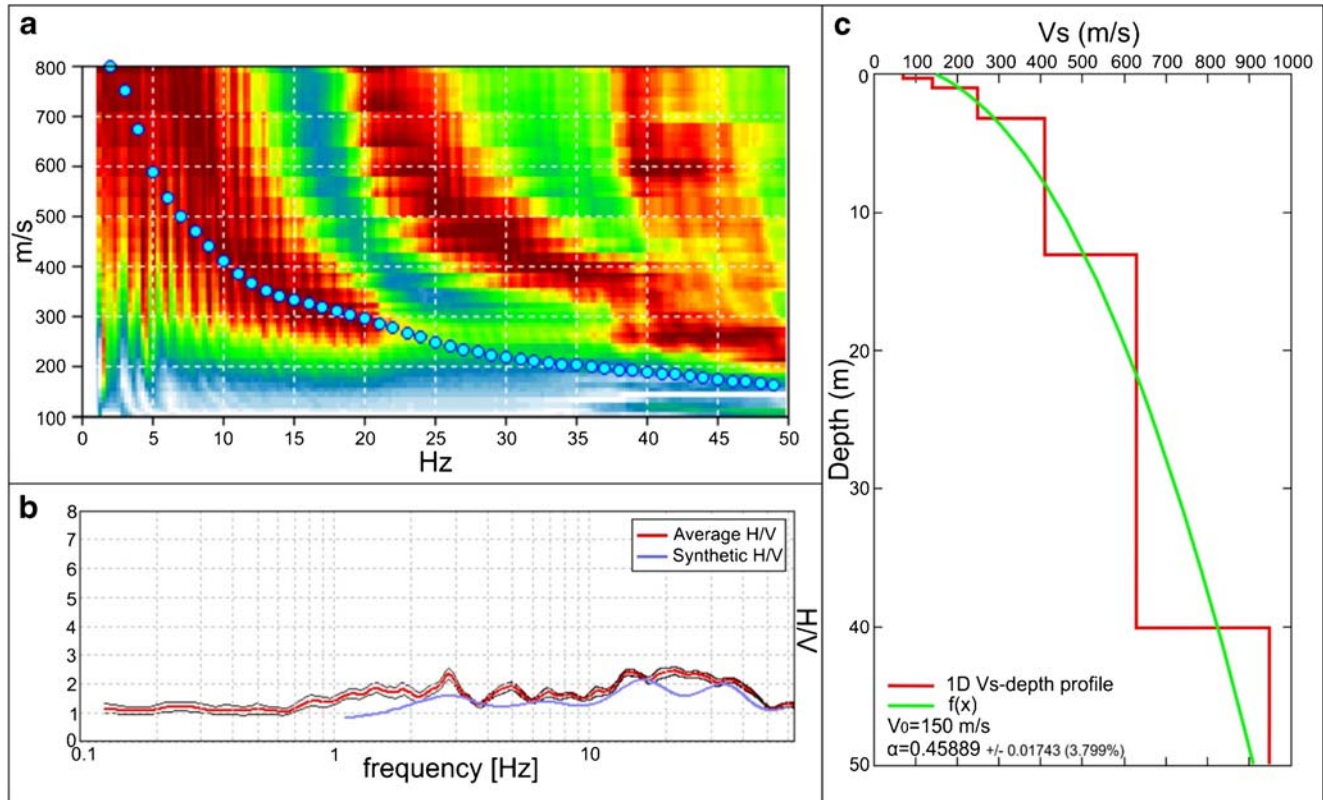 a
800
700
600
500
400
300
200
100
m/s
0 5 10 15 20 25 30 35 40 45 50
Hz
b
8
7
6
5
4
3
2
1
0
Average H/V
Synthetic H/V
H/V
0.1 1 10
frequency [Hz]
c
Vs (m/s)
0 100 200 300 400 500 600 700 800 900 1000
0
10
20
30
40
50
Depth (m)
1D Vs-depth profile
f(x)
V0=150 m/s
α=0.45889 +/- 0.01743 (3.799%)